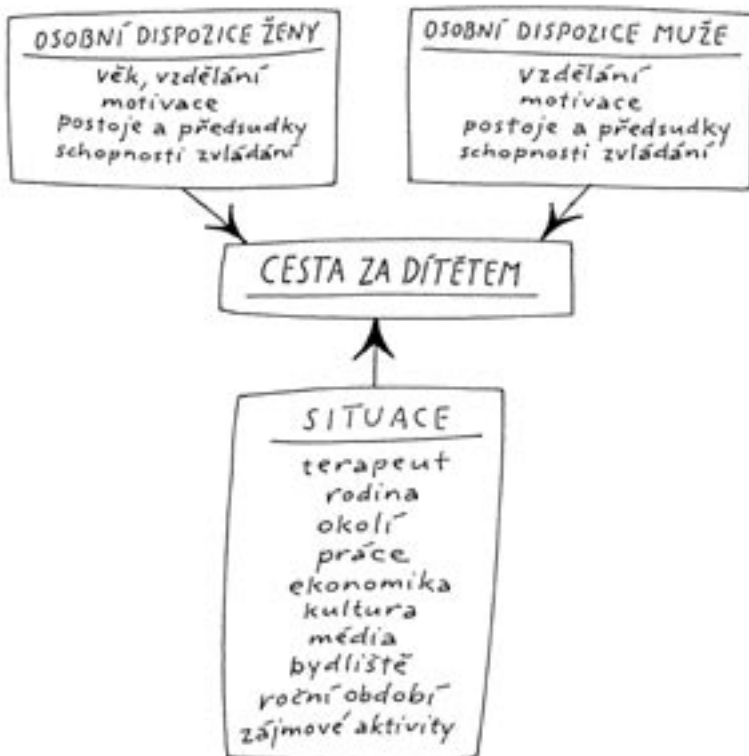 OSOBNÍ DISPOZICE ŽENY
věk, vzdělání
motivace
postoje a předsudky
schopnosti zvládání
OSOBNÍ DISPOZICE MUŽE
vzdělání
motivace
postoje a předsudky
schopnosti zvládání
CESTA ZA DÍTĚTEM
SITUACE
terapeut
rodina
okolí
práce
ekonomika
kultura
média
bydliště
roční období
zájmové aktivity